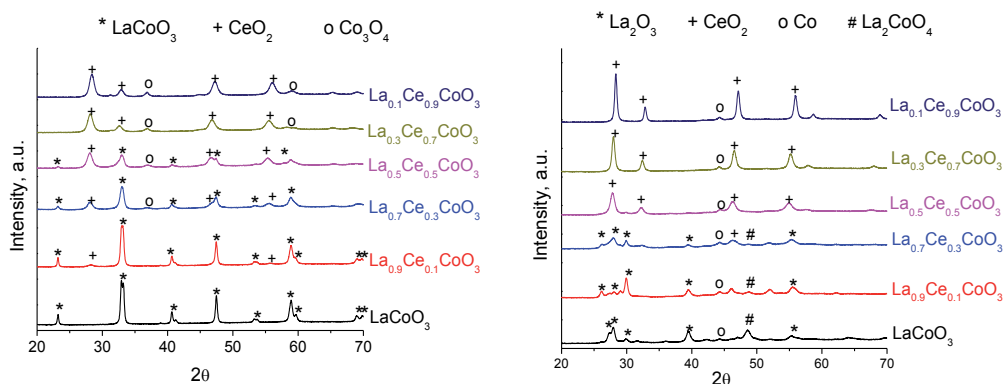 * LaCoO₃ + CeO₂ o Co₃O₄
Intensity, a.u.
+ + o + + o La₀.₁Ce₀.₉CoO₃
+ + o + + o La₀.₃Ce₀.₇CoO₃
* + * o * + * + * La₀.₅Ce₀.₅CoO₃
* + * o * + * * + * La₀.₇Ce₀.₃CoO₃
* + * * * * + * * * * La₀.₉Ce₀.₁CoO₃
* * * * * * * * * LaCoO₃
20 30 40 50 60 70
2θ
* La₂O₃ + CeO₂ o Co # La₂CoO₄
Intensity, a.u.
+ + o + + La₀.₁Ce₀.₉CoO₃
+ + o + + La₀.₃Ce₀.₇CoO₃
+ + o + + La₀.₅Ce₀.₅CoO₃
* * * * o + # * La₀.₇Ce₀.₃CoO₃
* * * * o # * La₀.₉Ce₀.₁CoO₃
* * * * o # * LaCoO₃
20 30 40 50 60 70
2θ